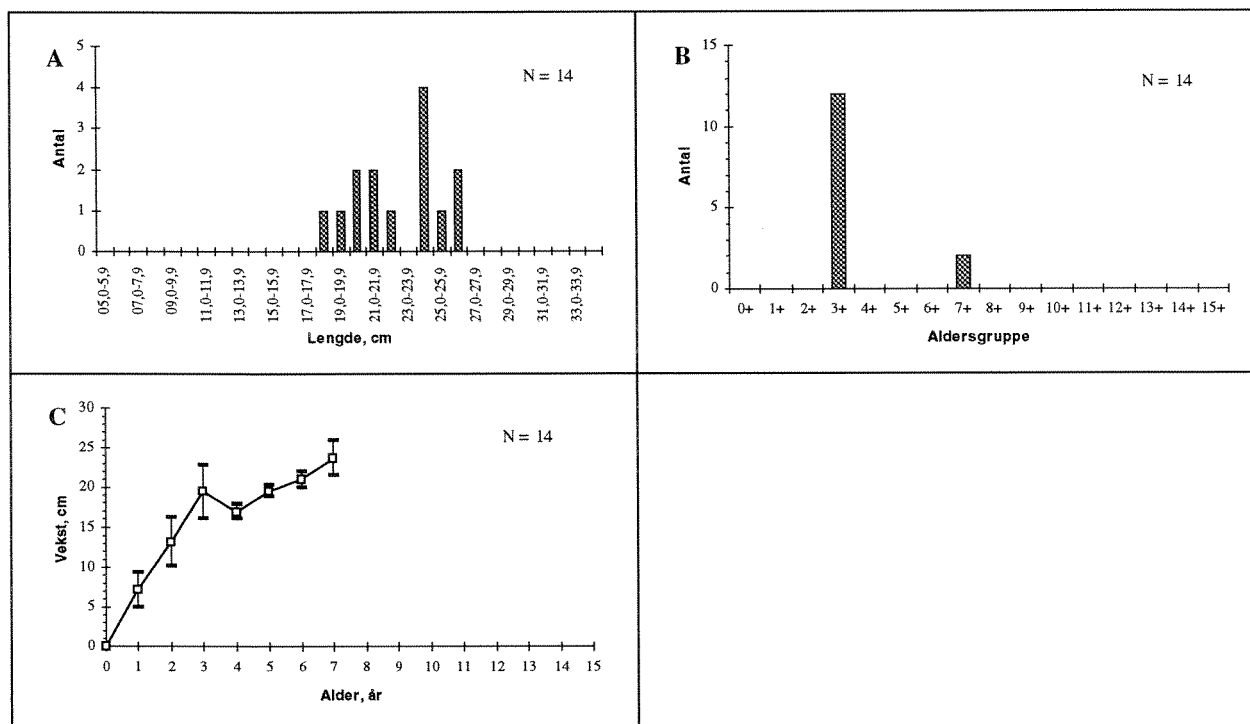 A
N = 14
Antal
5
4
3
2
1
0
05,0-5,9
07,0-7,9
09,0-9,9
11,0-11,9
13,0-13,9
15,0-15,9
17,0-17,9
19,0-19,9
21,0-21,9
23,0-23,9
25,0-25,9
27,0-27,9
29,0-29,9
31,0-31,9
33,0-33,9
Lengde, cm
B
N = 14
Antal
15
10
5
0
0+ 1+ 2+ 3+ 4+ 5+ 6+ 7+ 8+ 9+ 10+ 11+ 12+ 13+ 14+ 15+
Aldersgruppe
C
N = 14
Vekst, cm
30
25
20
15
10
5
0
0 1 2 3 4 5 6 7 8 9 10 11 12 13 14 15
Alder, år